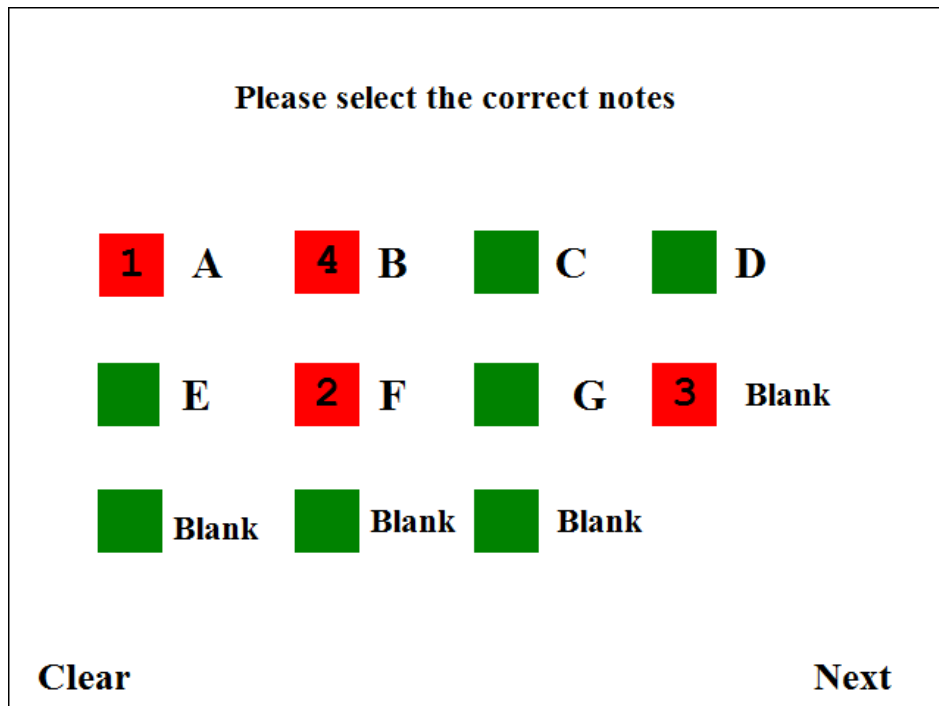 Please select the correct notes
1 A 4 B C D
E 2 F G 3 Blank
Blank Blank Blank
Clear Next